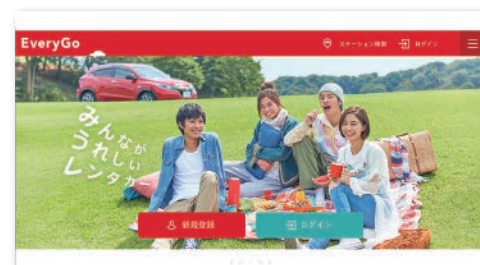 EveryGo
ステーション検索 ログイン
みんなが
うれしい
レンタカー
新規登録 ログイン